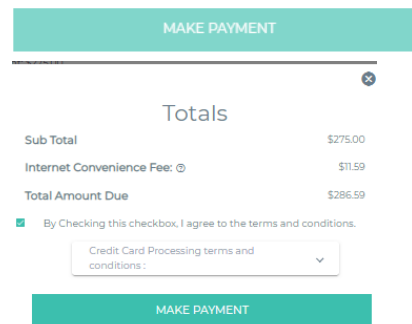 MAKE PAYMENT
Totals
Sub Total $275.00
Internet Convenience Fee: $11.59
Total Amount Due $286.59
By Checking this checkbox, I agree to the terms and conditions.
Credit Card Processing terms and
conditions :
MAKE PAYMENT